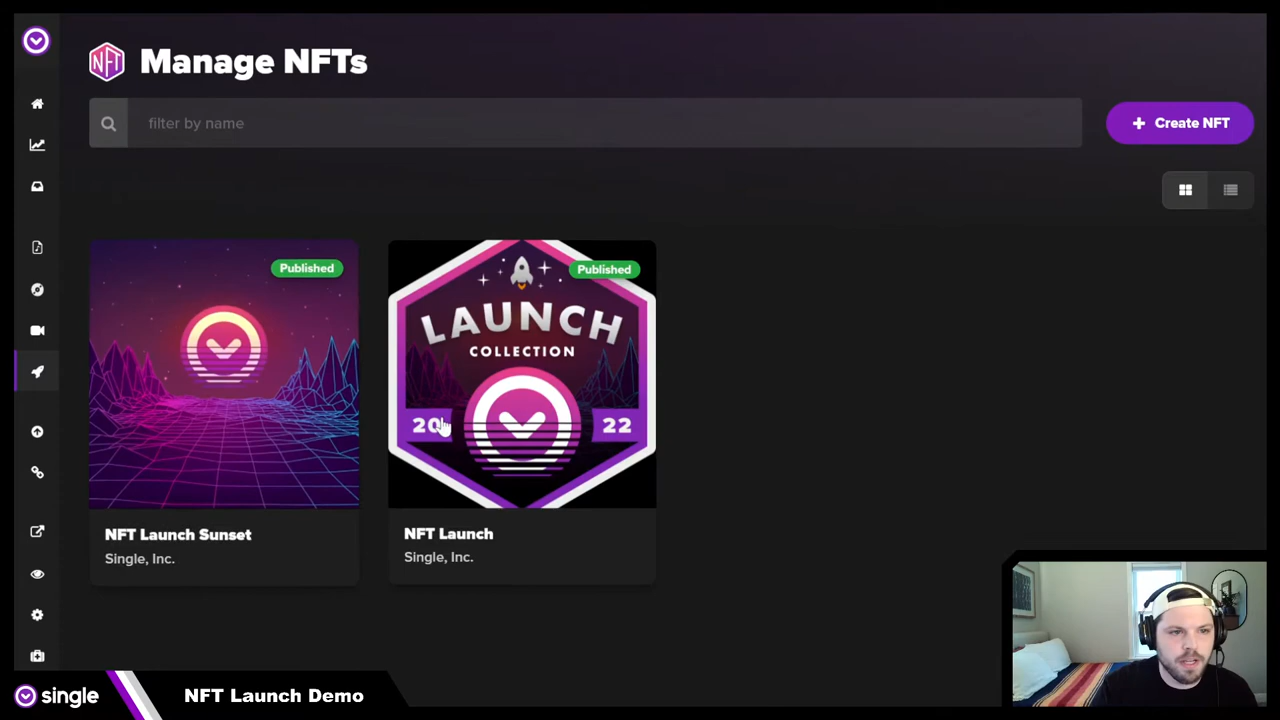 NFT
Manage NFTs
filter by name
+ Create NFT
Published
Published
LAUNCH
COLLECTION
20
22
NFT Launch Sunset
Single, Inc.
NFT Launch
Single, Inc.
single
NFT Launch Demo